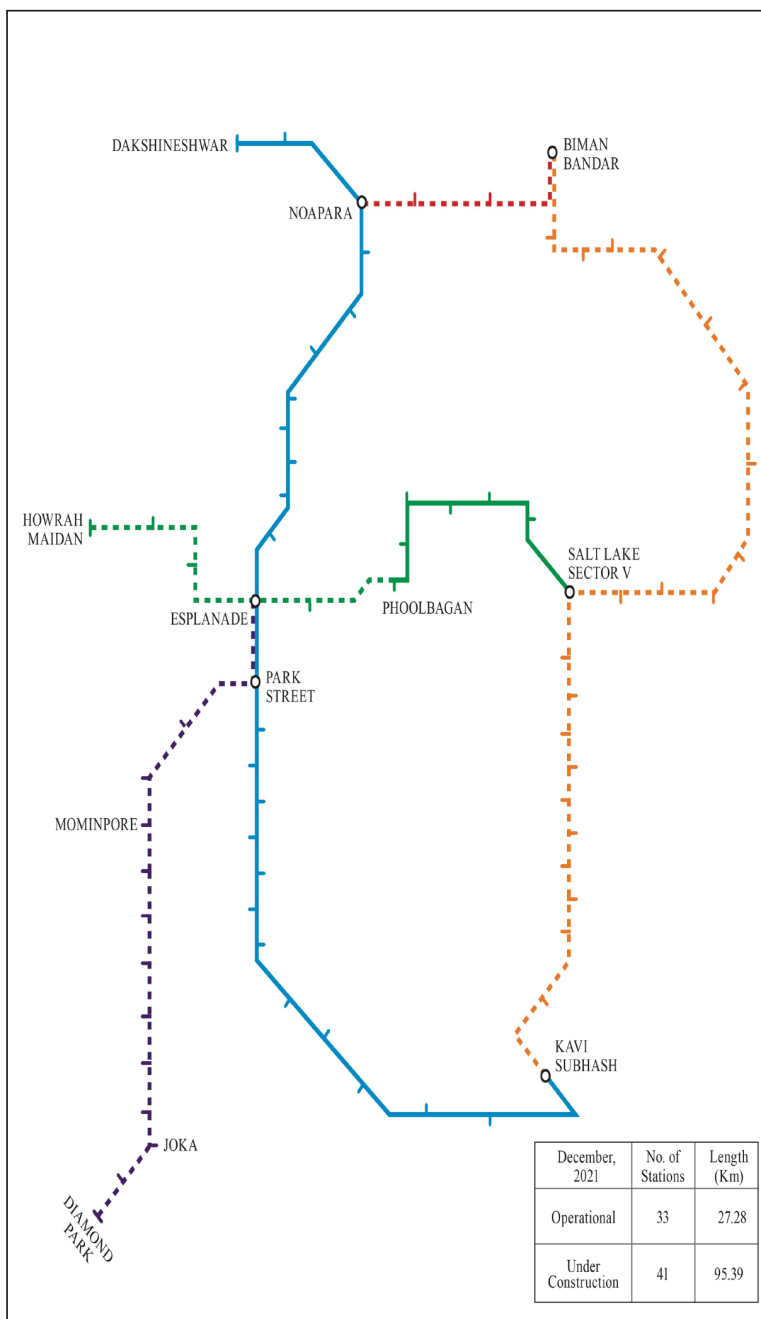 DAKSHINESHWAR
BIMAN
BANDAR
NOAPARA
HOWRAH
MAIDAN
SALT LAKE
SECTOR V
ESPLANADE
PHOOLBAGAN
PARK
STREET
MOMINPORE
KAVI
SUBHASH
JOKA
DIAMOND
PARK
December, 2021 No. of Stations Length (Km)
Operational 33 27.28
Under Construction 41 95.39